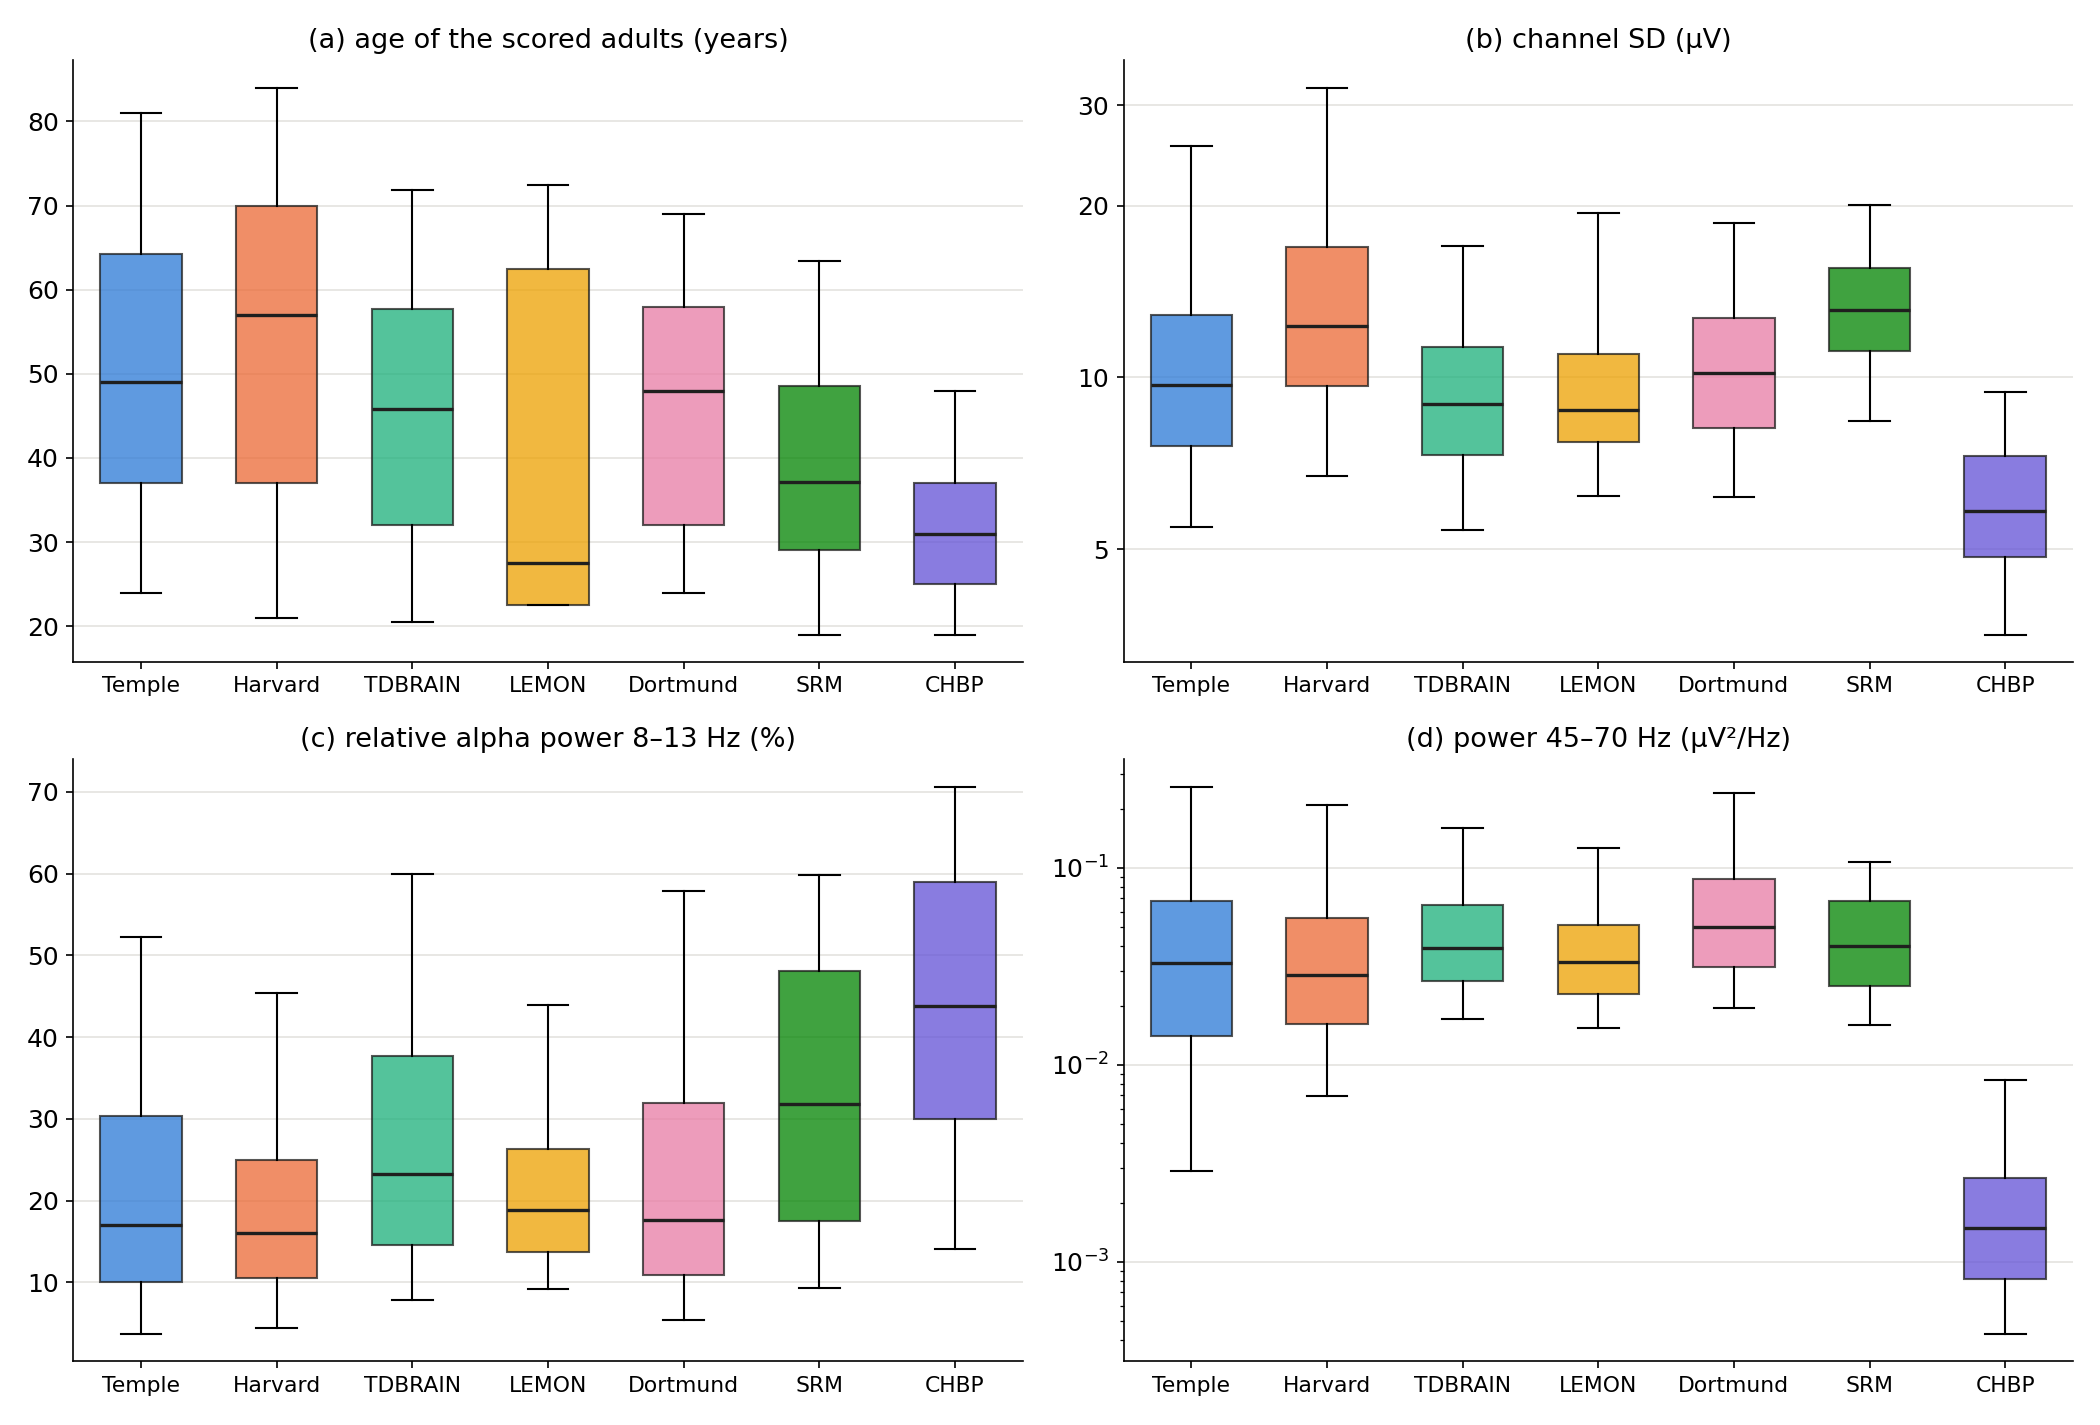 (a) age of the scored adults (years)
80
70
60
50
40
30
20
Temple Harvard TDBRAIN LEMON Dortmund SRM CHBP
(b) channel SD (µV)
30
20
10
5
Temple Harvard TDBRAIN LEMON Dortmund SRM CHBP
(c) relative alpha power 8–13 Hz (%)
70
60
50
40
30
20
10
Temple Harvard TDBRAIN LEMON Dortmund SRM CHBP
(d) power 45–70 Hz (µV²/Hz)
10⁻¹
10⁻²
10⁻³
Temple Harvard TDBRAIN LEMON Dortmund SRM CHBP